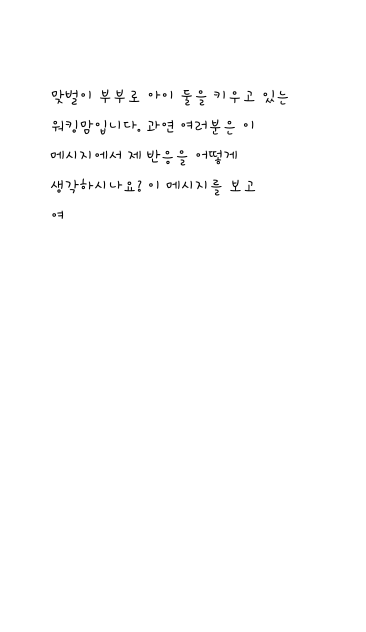 맞벌이 부부로 아이 둘을 키우고 있는
워킹맘입니다. 과연 여러분은 이
메시지에서 제 반응을 어떻게
생각하시나요? 이 메시지를 보고
여